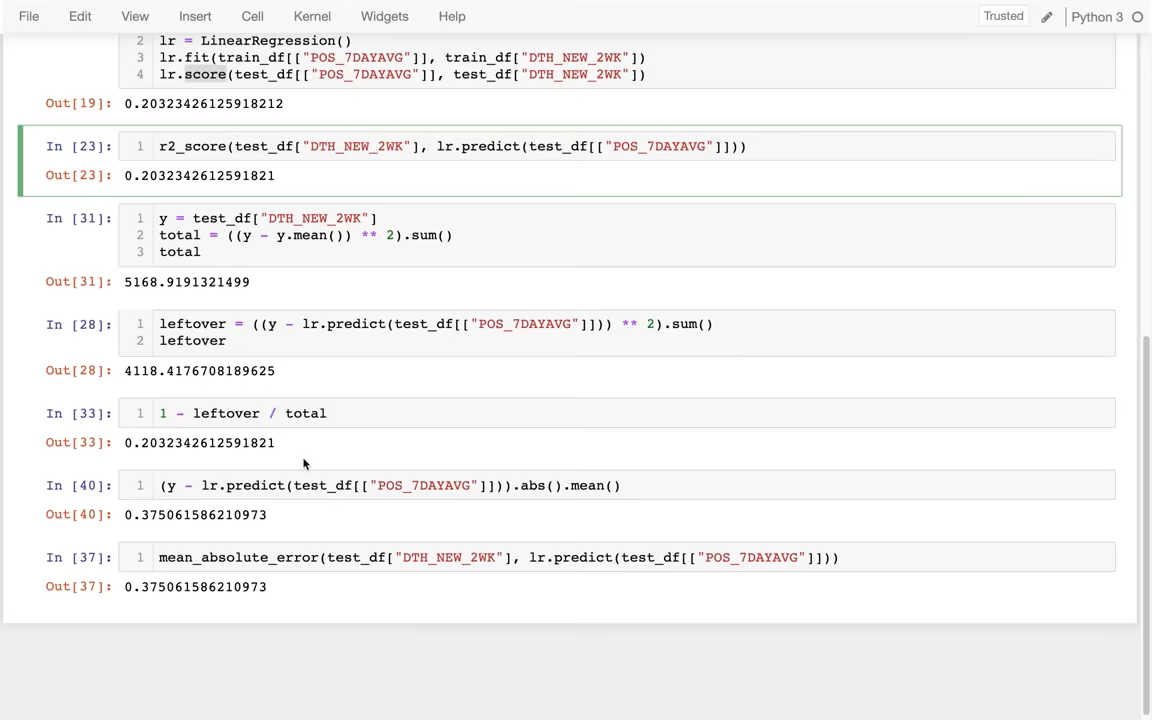 File Edit View Insert Cell Kernel Widgets Help Trusted Python 3
2 lr = LinearRegression()
3 lr.fit(train_df[["POS_7DAYAVG"]], train_df["DTH_NEW_2WK"])
4 lr.score(test_df[["POS_7DAYAVG"]], test_df["DTH_NEW_2WK"])
Out[19]: 0.20323426125918212
In [23]: 1 r2_score(test_df["DTH_NEW_2WK"], lr.predict(test_df[["POS_7DAYAVG"]]))
Out[23]: 0.2032342612591821
In [31]: 1 y = test_df["DTH_NEW_2WK"]
2 total = ((y - y.mean()) ** 2).sum()
3 total
Out[31]: 5168.9191321499
In [28]: 1 leftover = ((y - lr.predict(test_df[["POS_7DAYAVG"]])) ** 2).sum()
2 leftover
Out[28]: 4118.4176708189625
In [33]: 1 1 - leftover / total
Out[33]: 0.2032342612591821
In [40]: 1 (y - lr.predict(test_df[["POS_7DAYAVG"]])).abs().mean()
Out[40]: 0.375061586210973
In [37]: 1 mean_absolute_error(test_df["DTH_NEW_2WK"], lr.predict(test_df[["POS_7DAYAVG"]]))
Out[37]: 0.375061586210973